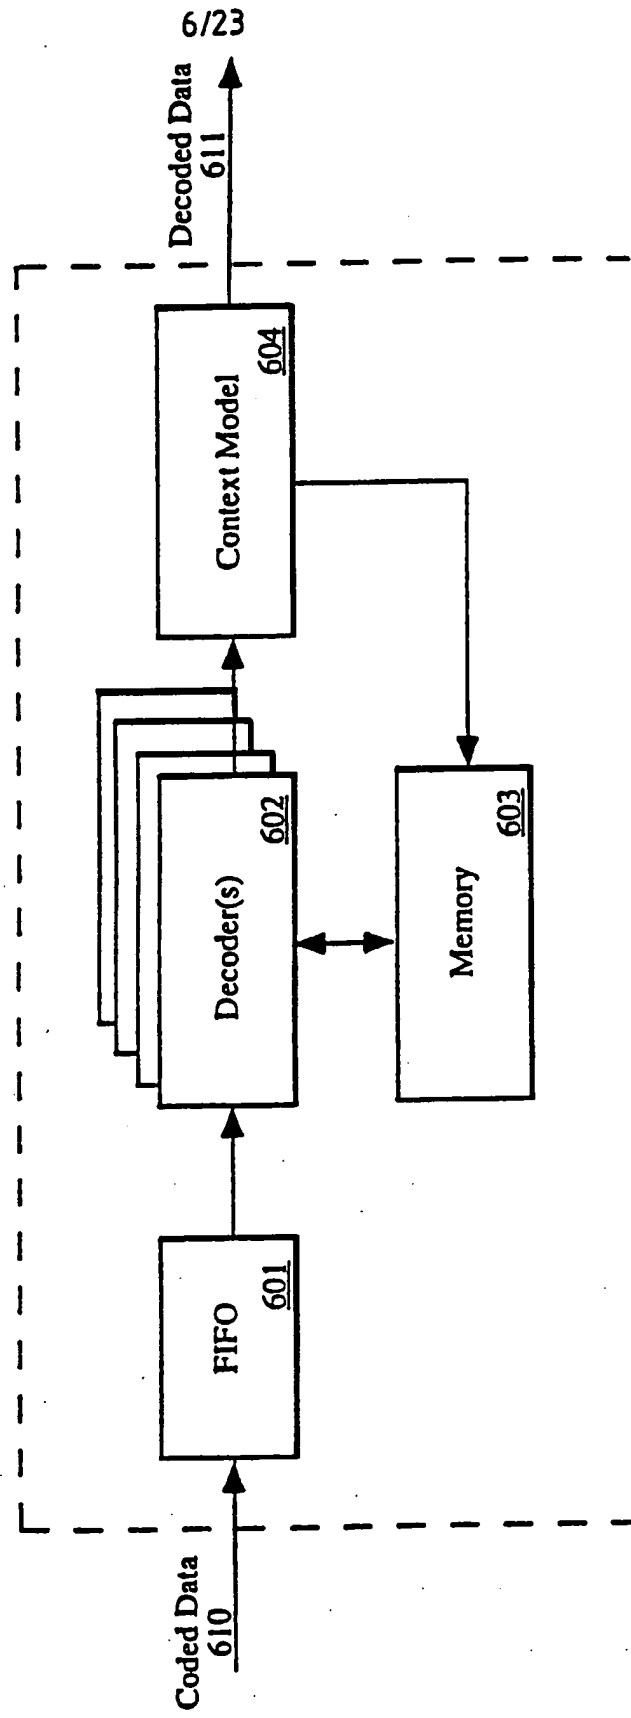 6/23
Coded Data
610
FIFO
601
Decoder(s)
602
Memory
603
Context Model
604
Decoded Data
611